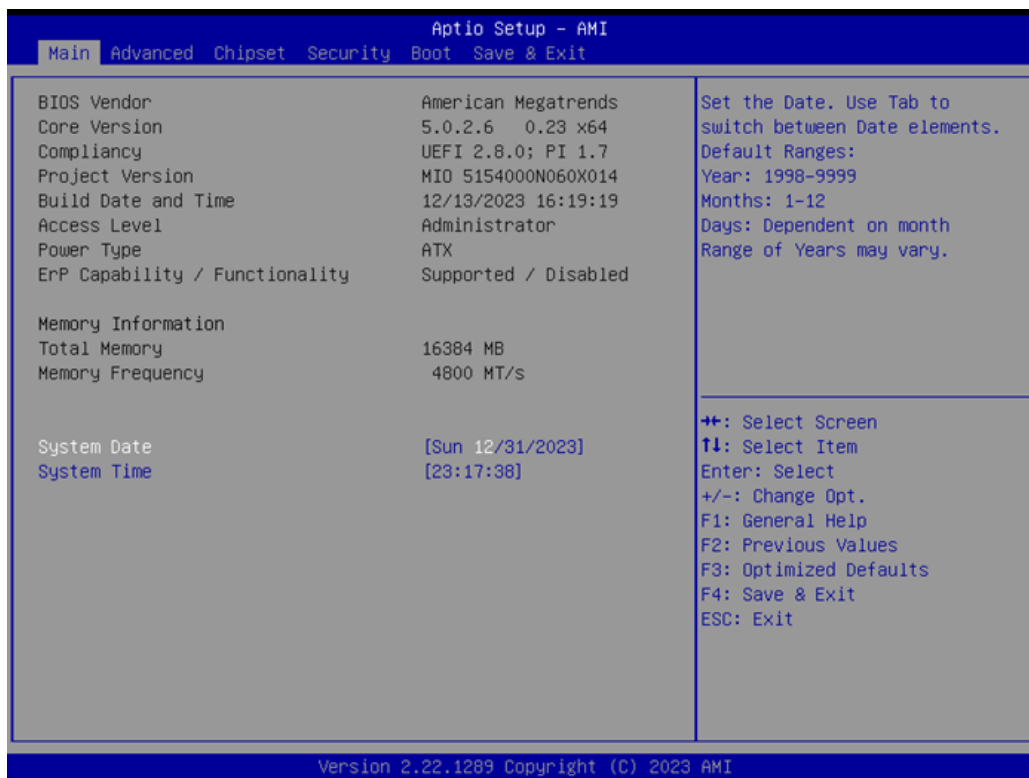 Aptio Setup - AMI
Main Advanced Chipset Security Boot Save & Exit
BIOS Vendor American Megatrends
Core Version 5.0.2.6 0.23 x64
Compliancy UEFI 2.8.0; PI 1.7
Project Version MIO 5154000N060X014
Build Date and Time 12/13/2023 16:19:19
Access Level Administrator
Power Type ATX
ErP Capability / Functionality Supported / Disabled
Memory Information
Total Memory 16384 MB
Memory Frequency 4800 MT/s
System Date [Sun 12/31/2023]
System Time [23:17:38]
Set the Date. Use Tab to
switch between Date elements.
Default Ranges:
Year: 1998-9999
Months: 1-12
Days: Dependent on month
Range of Years may vary.
→←: Select Screen
↑↓: Select Item
Enter: Select
+/-: Change Opt.
F1: General Help
F2: Previous Values
F3: Optimized Defaults
F4: Save & Exit
ESC: Exit
Version 2.22.1289 Copyright (C) 2023 AMI